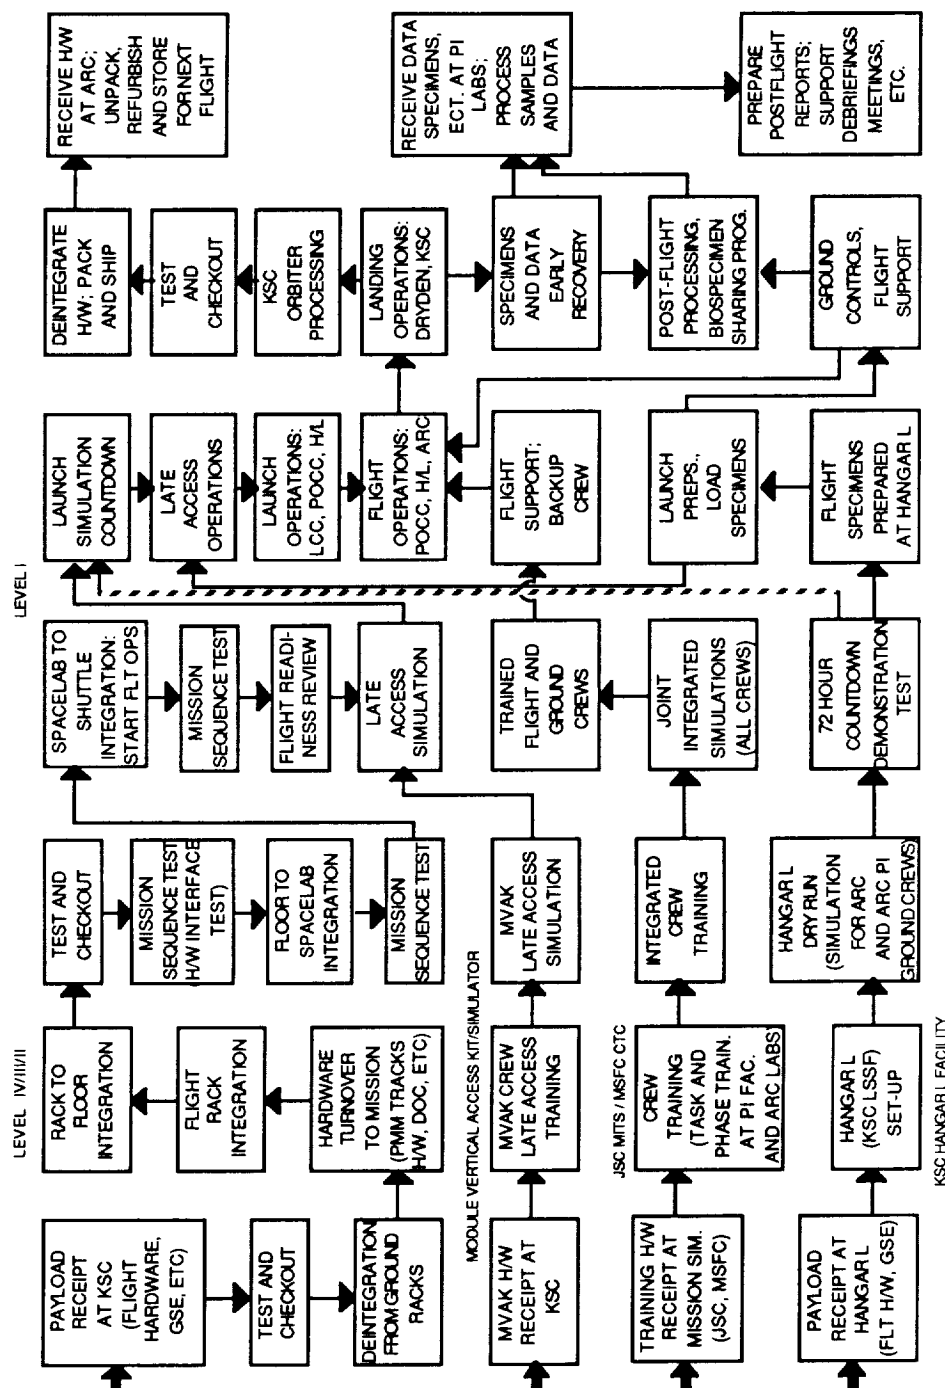 LEVEL IV/III/II
LEVEL I
PAYLOAD
RECEIPT
AT KSC
(FLIGHT
HARDWARE,
GSE, ETC)
TEST AND
CHECKOUT
DEINTEGRATION
FROM GROUND
RACKS
RACK TO
FLOOR
INTEGRATION
FLIGHT
RACK
INTEGRATION
HARDWARE
TURNOVER
TO MISSION
(PMM TRACKS
H/W, DOC, ETC)
TEST AND
CHECKOUT
MISSION
SEQUENCE TEST
(H/W INTERFACE
TEST)
FLOOR TO
SPACELAB
INTEGRATION
MISSION
SEQUENCE TEST
SPACELAB TO
SHUTTLE
INTEGRATION:
START FLT OPS
MISSION
SEQUENCE TEST
FLIGHT READI-
NESS REVIEW
LATE
ACCESS
SIMULATION
LAUNCH
SIMULATION
COUNTDOWN
LATE
ACCESS
OPERATIONS
LAUNCH
OPERATIONS:
LCC, POCC, H/L
FLIGHT
OPERATIONS:
POCC, H/L, ARC
DEINTEGRATE
H/W; PACK
AND SHIP
TEST
AND
CHECKOUT
KSC
ORBITER
PROCESSING
LANDING
OPERATIONS:
DRYDEN, KSC
RECEIVE H/W
AT ARC;
UNPACK,
REFURBISH
AND STORE
FOR NEXT
FLIGHT
MODULE VERTICAL ACCESS KIT/SIMULATOR
MVAK H/W
RECEIPT AT
KSC
MVAK CREW
LATE ACCESS
TRAINING
MVAK
LATE ACCESS
SIMULATION
TRAINED
FLIGHT AND
GROUND
CREWS
FLIGHT
SUPPORT;
BACKUP
CREW
SPECIMENS
AND DATA
EARLY
RECOVERY
RECEIVE DATA
SPECIMENS,
ECT. AT PI
LABS;
PROCESS
SAMPLES
AND DATA
JSC MITS / MSFC CTC
TRAINING H/W
RECEIPT AT
MISSION SIM.
(JSC, MSFC)
CREW
TRAINING
(TASK AND
PHASE TRAIN.
AT PI FAC.
AND ARC LABS)
INTEGRATED
CREW
TRAINING
JOINT
INTEGRATED
SIMULATIONS
(ALL CREWS)
LAUNCH
PREPS.,
LOAD
SPECIMENS
POST-FLIGHT
PROCESSING,
BIOSPECIMEN
SHARING PROG.
PREPARE
POSTFLIGHT
REPORTS;
SUPPORT
DEBRIEFINGS
MEETINGS,
ETC.
PAYLOAD
RECEIPT AT
HANGAR L
(FLT H/W, GSE)
HANGAR L
(KSC LSSF)
SET-UP
HANGAR L
DRY RUN
(SIMULATION
FOR ARC
AND ARC PI
GROUND CREWS)
72 HOUR
COUNTDOWN
DEMONSTRATION
TEST
FLIGHT
SPECIMENS
PREPARED
AT HANGAR L
GROUND
CONTROLS,
FLIGHT
SUPPORT
KSC HANGAR L FACILITY